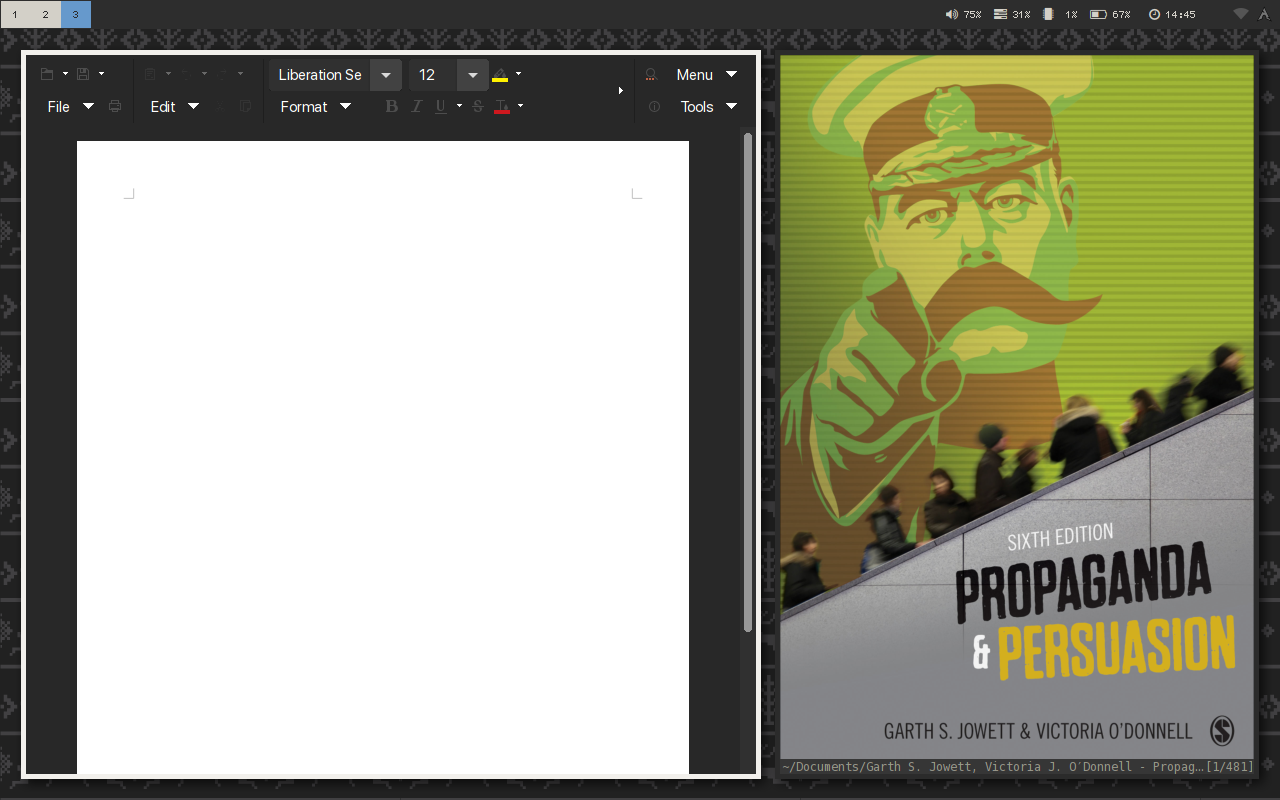 1 2 3
75% 31% 1% 67% 14:45
Liberation Se 12 Menu
File Edit Format B I U S Tools
SIXTH EDITION
PROPAGANDA
& PERSUASION
GARTH S. JOWETT & VICTORIA O'DONNELL
~/Documents/Garth S. Jowett, Victoria J. O′Donnell - Propag…[1/481]